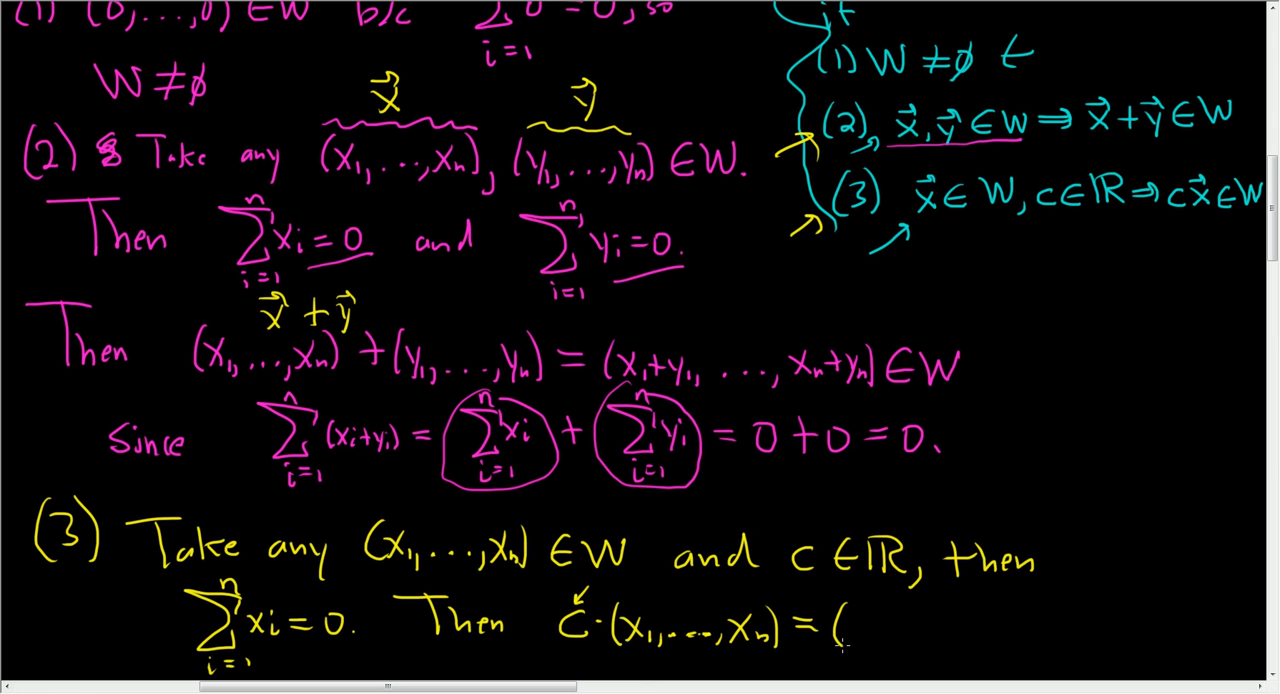 (1) (0,...,0) ∈ W b/c ∑_{i=1} 0 = 0, so
W ≠ ∅
(2) Take any (x₁,...,xₙ), (y₁,...,yₙ) ∈ W.
x⃗ y⃗
Then ∑_{i=1}^{n} xᵢ = 0 and ∑_{i=1}^{n} yᵢ = 0.
x⃗ + y⃗
Then (x₁,...,xₙ) + (y₁,...,yₙ) = (x₁+y₁, ..., xₙ+yₙ) ∈ W
Since ∑_{i=1}^{n} (xᵢ+yᵢ) = ∑_{i=1}^{n} xᵢ + ∑_{i=1}^{n} yᵢ = 0 + 0 = 0.
(3) Take any (x₁,...,xₙ) ∈ W and c ∈ ℝ, then
∑_{i=1}^{n} xᵢ = 0. Then c·(x₁,...,xₙ) = (
if
(1) W ≠ ∅
(2) x⃗, y⃗ ∈ W ⇒ x⃗ + y⃗ ∈ W
(3) x⃗ ∈ W, c ∈ ℝ ⇒ cx⃗ ∈ W